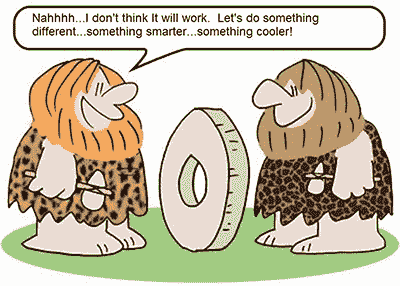 Nahhhh...I don't think It will work.  Let's do something
different...something smarter...something cooler!